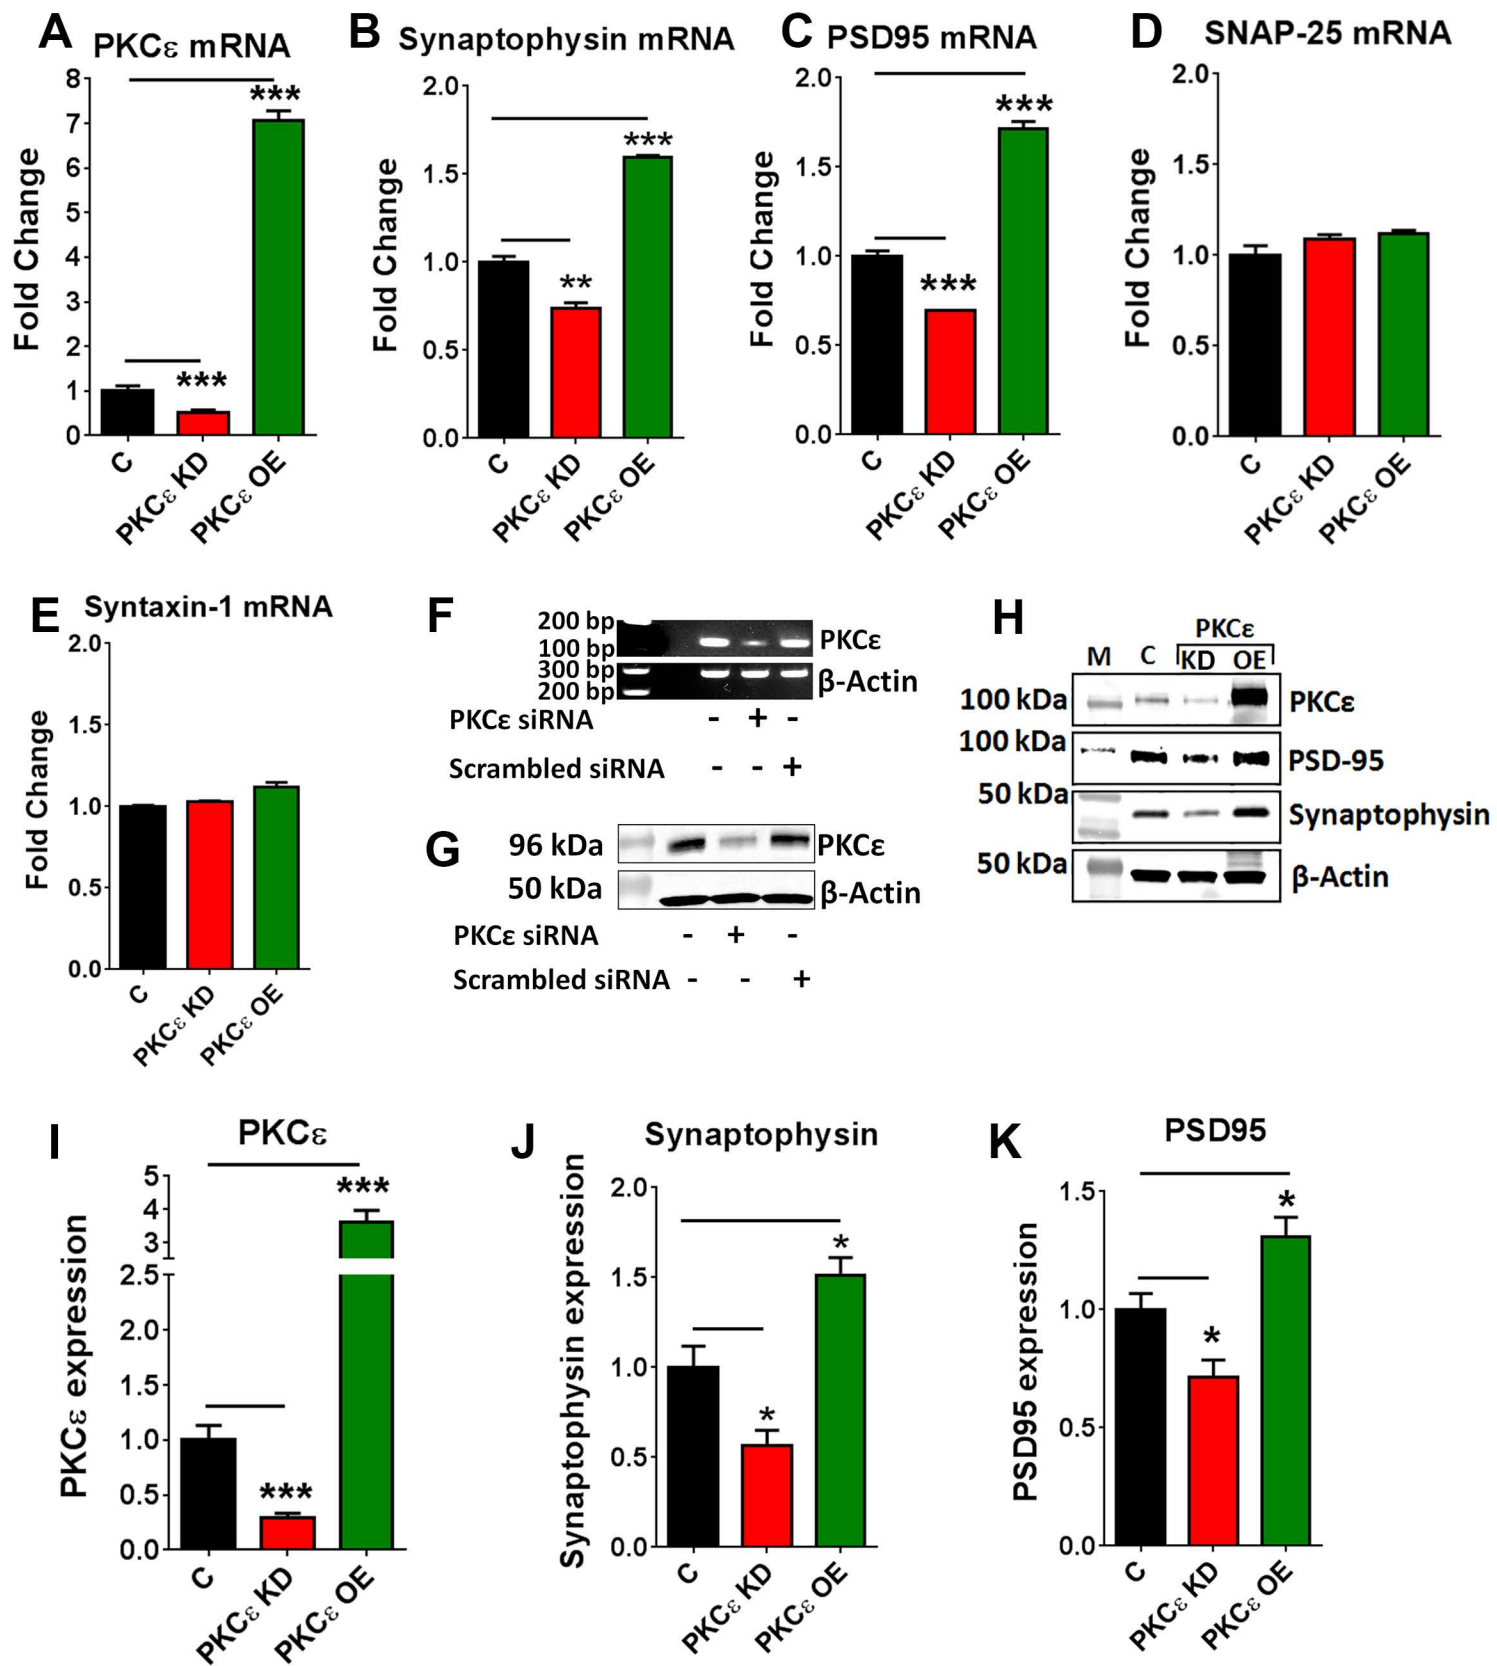 A PKCε mRNA
Fold Change
8
7
6
5
4
3
2
1
0
***
***
C
PKCε KD
PKCε OE
B Synaptophysin mRNA
Fold Change
2.0
1.5
1.0
0.5
0.0
**
***
C
PKCε KD
PKCε OE
C PSD95 mRNA
Fold Change
2.0
1.5
1.0
0.5
0.0
***
***
C
PKCε KD
PKCε OE
D SNAP-25 mRNA
Fold Change
2.0
1.5
1.0
0.5
0.0
C
PKCε KD
PKCε OE
E Syntaxin-1 mRNA
Fold Change
2.0
1.5
1.0
0.5
0.0
C
PKCε KD
PKCε OE
F
200 bp
100 bp
PKCε
300 bp
200 bp
β-Actin
PKCε siRNA - + -
Scrambled siRNA - - +
G
96 kDa PKCε
50 kDa β-Actin
PKCε siRNA - + -
Scrambled siRNA - - +
H
PKCε
M C KD OE
100 kDa PKCε
100 kDa PSD-95
50 kDa Synaptophysin
50 kDa β-Actin
I PKCε
PKCε expression
5
4
3
2.5
2.0
1.5
1.0
0.5
0.0
***
***
C
PKCε KD
PKCε OE
J Synaptophysin
Synaptophysin expression
2.0
1.5
1.0
0.5
0.0
*
*
C
PKCε KD
PKCε OE
K PSD95
PSD95 expression
1.5
1.0
0.5
0.0
*
*
C
PKCε KD
PKCε OE